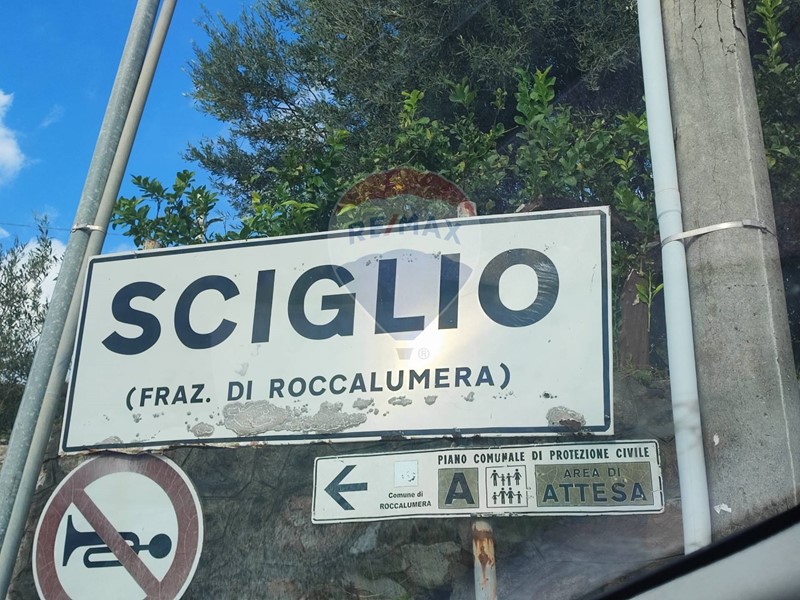 RE/MAX
SCIGLIO
(FRAZ. DI ROCCALUMERA)
PIANO COMUNALE DI PROTEZIONE CIVILE
Comune di
ROCCALUMERA
A
AREA DI
ATTESA